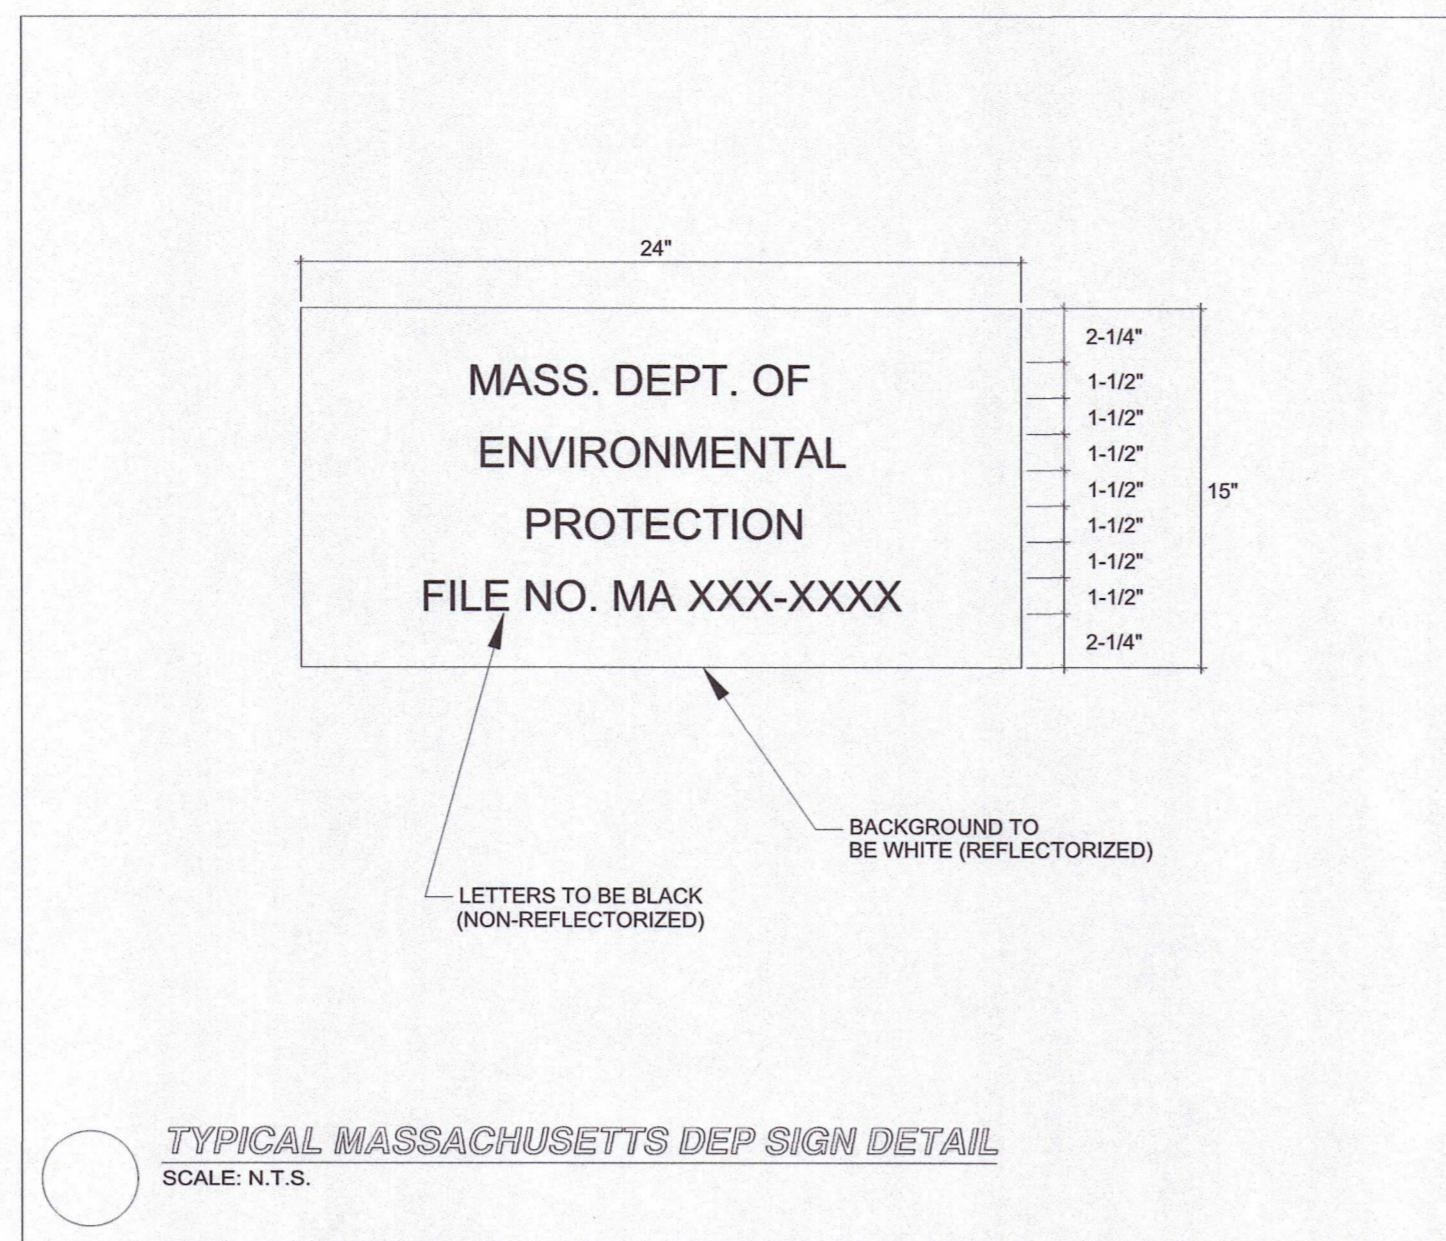 24"
MASS. DEPT. OF
ENVIRONMENTAL
PROTECTION
FILE NO. MA XXX-XXXX
2-1/4"
1-1/2"
1-1/2"
1-1/2"
1-1/2"
1-1/2"
1-1/2"
1-1/2"
2-1/4"
15"
BACKGROUND TO
BE WHITE (REFLECTORIZED)
LETTERS TO BE BLACK
(NON-REFLECTORIZED)
TYPICAL MASSACHUSETTS DEP SIGN DETAIL
SCALE: N.T.S.